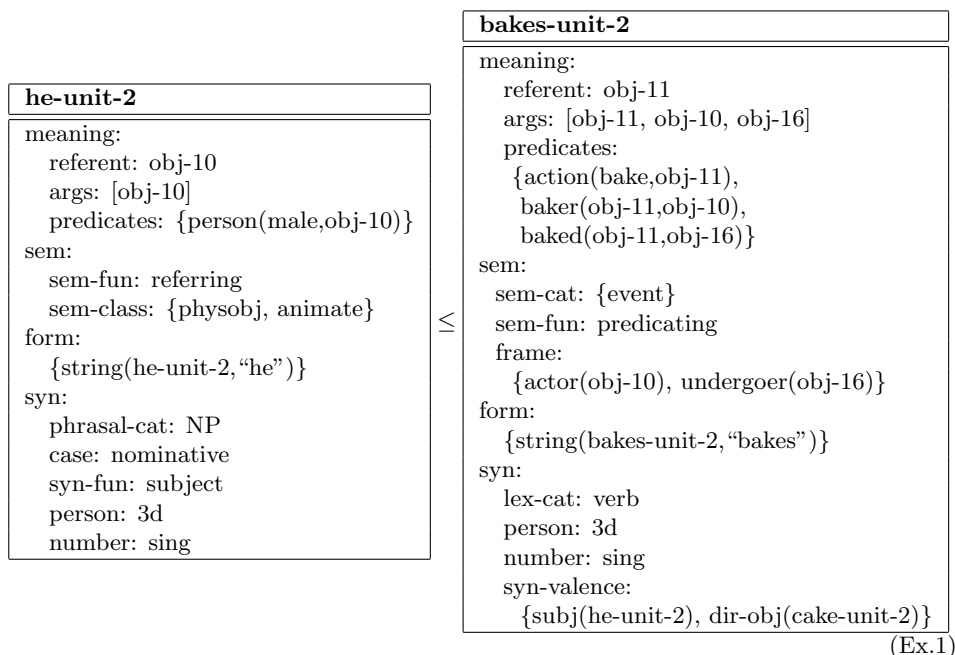 he-unit-2
meaning:
referent: obj-10
args: [obj-10]
predicates: {person(male,obj-10)}
sem:
sem-fun: referring
sem-class: {physobj, animate}
form:
{string(he-unit-2,“he”)}
syn:
phrasal-cat: NP
case: nominative
syn-fun: subject
person: 3d
number: sing
≤
bakes-unit-2
meaning:
referent: obj-11
args: [obj-11, obj-10, obj-16]
predicates:
{action(bake,obj-11),
baker(obj-11,obj-10),
baked(obj-11,obj-16)}
sem:
sem-cat: {event}
sem-fun: predicating
frame:
{actor(obj-10), undergoer(obj-16)}
form:
{string(bakes-unit-2,“bakes”)}
syn:
lex-cat: verb
person: 3d
number: sing
syn-valence:
{subj(he-unit-2), dir-obj(cake-unit-2)}
(Ex.1)